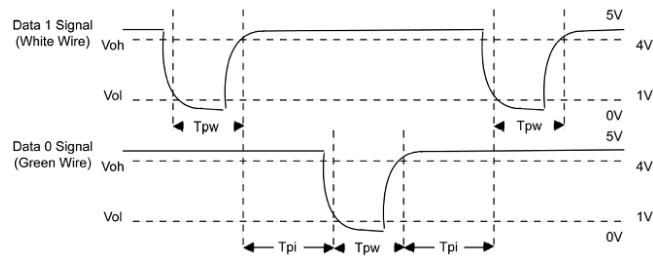 Data 1 Signal
(White Wire)
5V
Voh
4V
Vol
1V
0V
Tpw
Tpw
Data 0 Signal
(Green Wire)
5V
Voh
4V
Vol
1V
0V
Tpi
Tpw
Tpi